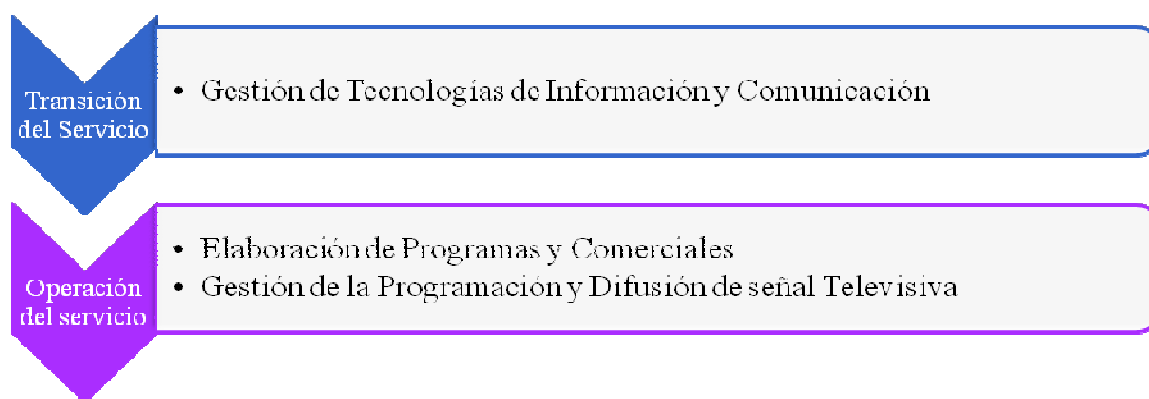 Transición
del Servicio
• Gestión de Tecnologías de Información y Comunicación
Operación
del servicio
• Elaboración de Programas y Comerciales
• Gestión de la Programación y Difusión de señal Televisiva